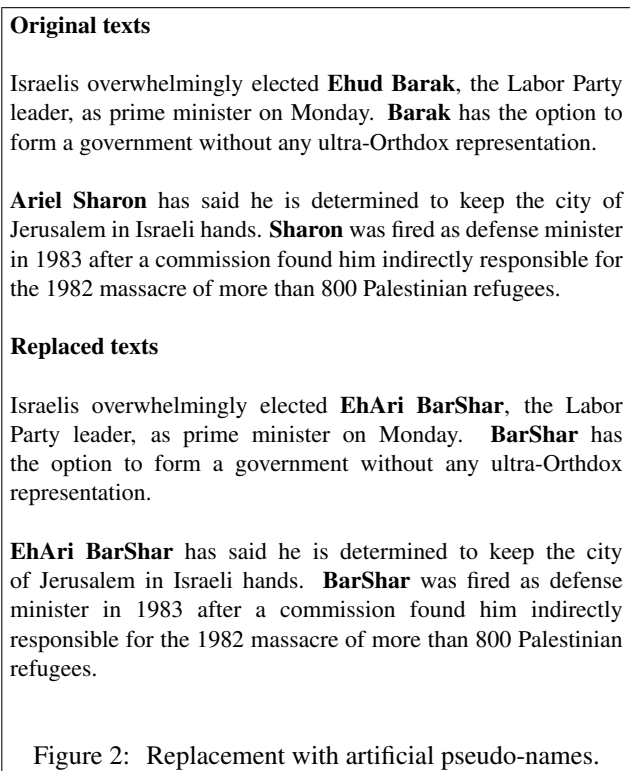 Original texts
Israelis overwhelmingly elected Ehud Barak, the Labor Party
leader, as prime minister on Monday. Barak has the option to
form a government without any ultra-Orthdox representation.
Ariel Sharon has said he is determined to keep the city of
Jerusalem in Israeli hands. Sharon was fired as defense minister
in 1983 after a commission found him indirectly responsible for
the 1982 massacre of more than 800 Palestinian refugees.
Replaced texts
Israelis overwhelmingly elected EhAri BarShar, the Labor
Party leader, as prime minister on Monday. BarShar has
the option to form a government without any ultra-Orthdox
representation.
EhAri BarShar has said he is determined to keep the city
of Jerusalem in Israeli hands. BarShar was fired as defense
minister in 1983 after a commission found him indirectly
responsible for the 1982 massacre of more than 800 Palestinian
refugees.
Figure 2: Replacement with artificial pseudo-names.